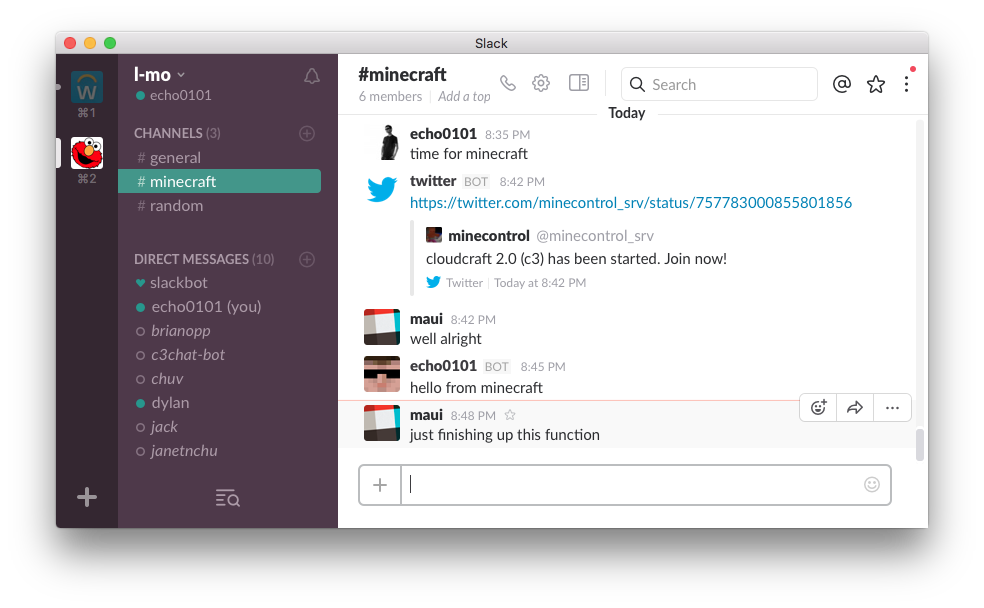 Slack
W
⌘1
⌘2
l-mo
echo0101
CHANNELS (3)
# general
# minecraft
# random
DIRECT MESSAGES (10)
slackbot
echo0101 (you)
brianopp
c3chat-bot
chuv
dylan
jack
janetnchu
#minecraft
6 members | Add a top
Search
Today
echo0101 8:35 PM
time for minecraft
twitter BOT 8:42 PM
https://twitter.com/minecontrol_srv/status/757783000855801856
minecontrol @minecontrol_srv
cloudcraft 2.0 (c3) has been started. Join now!
Twitter | Today at 8:42 PM
maui 8:42 PM
well alright
echo0101 BOT 8:45 PM
hello from minecraft
maui 8:48 PM
just finishing up this function